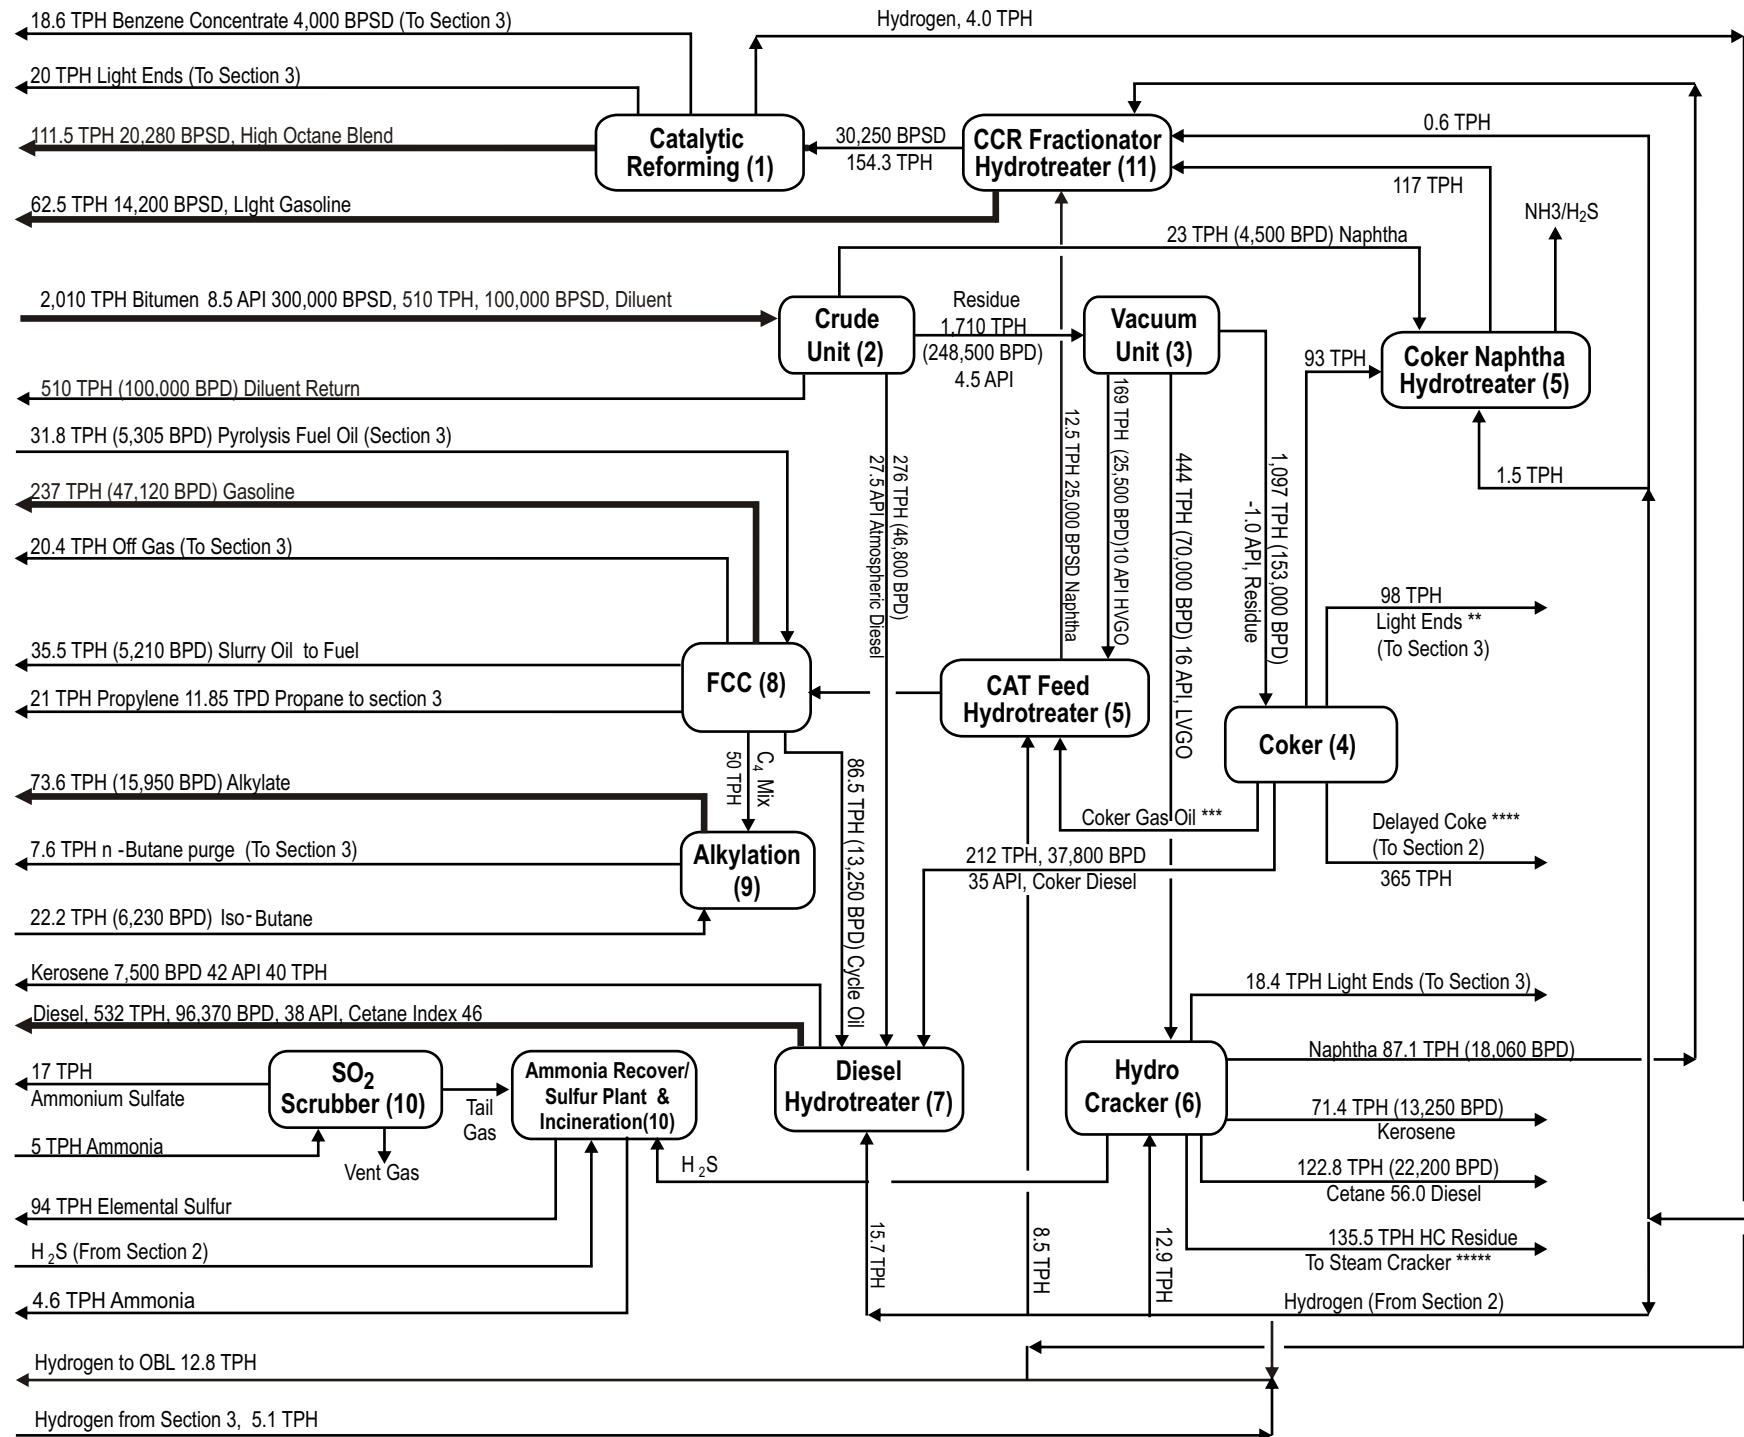 18.6 TPH Benzene Concentrate 4,000 BPSD (To Section 3)
Hydrogen, 4.0 TPH
20 TPH Light Ends (To Section 3)
111.5 TPH 20,280 BPSD, High Octane Blend
Catalytic
Reforming (1)
30,250 BPSD
154.3 TPH
CCR Fractionator
Hydrotreater (11)
0.6 TPH
117 TPH
62.5 TPH 14,200 BPSD, LIght Gasoline
NH3/H₂S
23 TPH (4,500 BPD) Naphtha
2,010 TPH Bitumen 8.5 API 300,000 BPSD, 510 TPH, 100,000 BPSD, Diluent
Crude
Unit (2)
Residue
1,710 TPH
(248,500 BPD)
4.5 API
Vacuum
Unit (3)
93 TPH
Coker Naphtha
Hydrotreater (5)
510 TPH (100,000 BPD) Diluent Return
31.8 TPH (5,305 BPD) Pyrolysis Fuel Oil (Section 3)
1.5 TPH
237 TPH (47,120 BPD) Gasoline
20.4 TPH Off Gas (To Section 3)
276 TPH (46,800 BPD)
27.5 API Atmospheric Diesel
12.5 TPH 25,000 BPSD Naphtha
169 TPH (25,500 BPD)10 API HVGO
444 TPH (70,000 BPD) 16 API, LVGO
1,097 TPH (153,000 BPD)
-1.0 API, Residue
98 TPH
Light Ends **
(To Section 3)
35.5 TPH (5,210 BPD) Slurry Oil to Fuel
FCC (8)
CAT Feed
Hydrotreater (5)
21 TPH Propylene 11.85 TPD Propane to section 3
Coker (4)
C₄ Mix
50 TPH
86.5 TPH (13,250 BPD) Cycle Oil
73.6 TPH (15,950 BPD) Alkylate
Coker Gas Oil ***
Delayed Coke ****
(To Section 2)
365 TPH
7.6 TPH n -Butane purge (To Section 3)
Alkylation
(9)
212 TPH, 37,800 BPD
35 API, Coker Diesel
22.2 TPH (6,230 BPD) Iso-Butane
Kerosene 7,500 BPD 42 API 40 TPH
18.4 TPH Light Ends (To Section 3)
Diesel, 532 TPH, 96,370 BPD, 38 API, Cetane Index 46
Naphtha 87.1 TPH (18,060 BPD)
17 TPH
Ammonium Sulfate
SO₂
Scrubber (10)
Tail
Gas
Ammonia Recover/
Sulfur Plant &
Incineration(10)
Diesel
Hydrotreater (7)
Hydro
Cracker (6)
71.4 TPH (13,250 BPD)
Kerosene
5 TPH Ammonia
Vent Gas
H ₂S
122.8 TPH (22,200 BPD)
Cetane 56.0 Diesel
94 TPH Elemental Sulfur
15.7 TPH
8.5 TPH
12.9 TPH
135.5 TPH HC Residue
To Steam Cracker *****
H ₂S (From Section 2)
4.6 TPH Ammonia
Hydrogen (From Section 2)
Hydrogen to OBL 12.8 TPH
Hydrogen from Section 3, 5.1 TPH